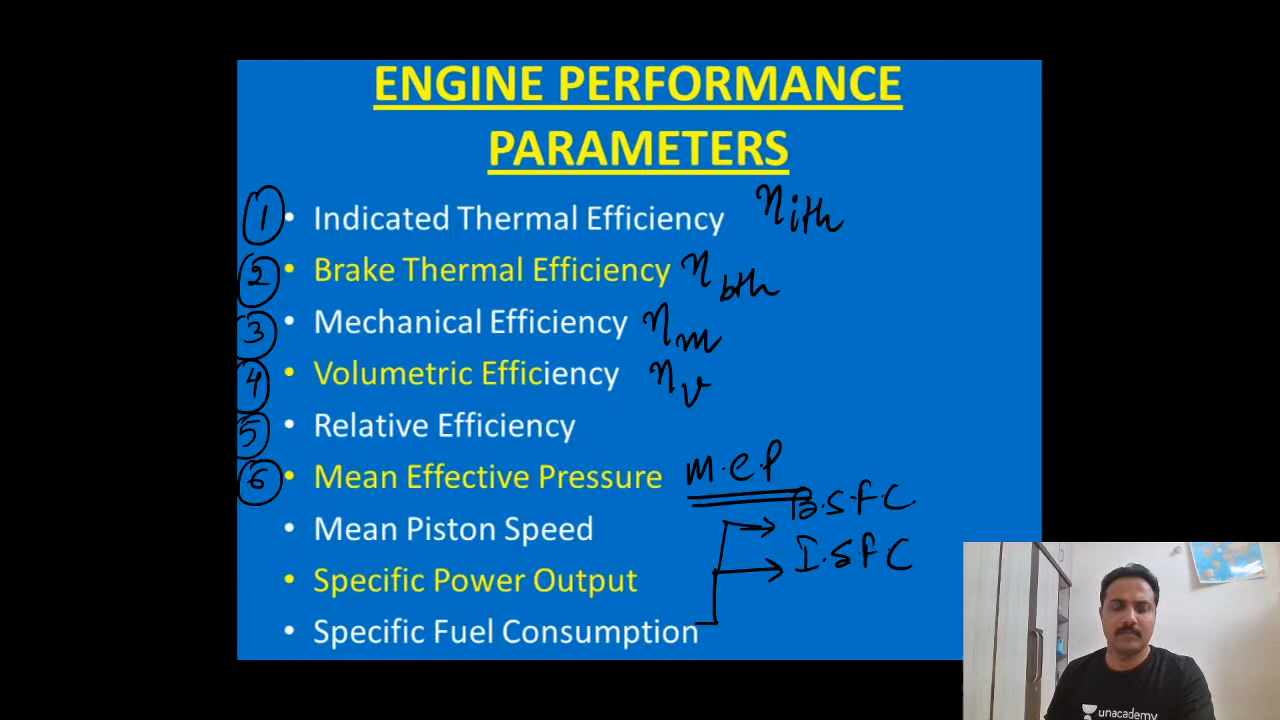 ENGINE PERFORMANCE
PARAMETERS
1 • Indicated Thermal Efficiency ηith
2 • Brake Thermal Efficiency ηbth
3 • Mechanical Efficiency ηm
4 • Volumetric Efficiency ηv
5 • Relative Efficiency
6 • Mean Effective Pressure M.e.P
B.S.F.C.
• Mean Piston Speed
I.S.F.C
• Specific Power Output
• Specific Fuel Consumption
unacademy